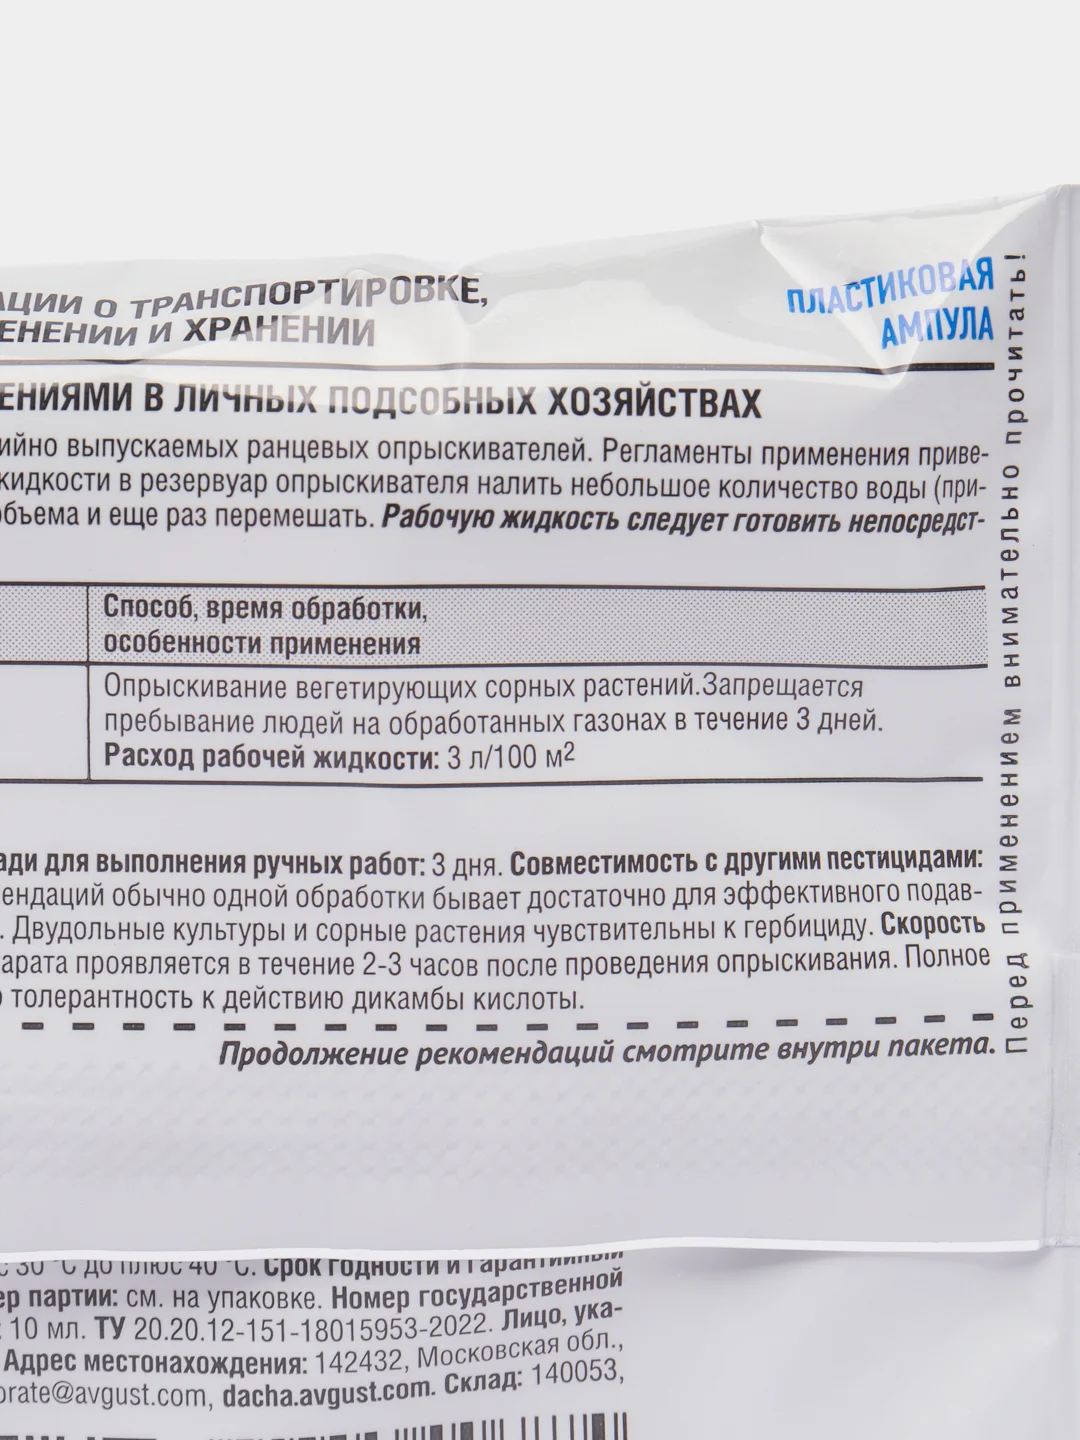 АЦИИ О ТРАНСПОРТИРОВКЕ,
ЕНЕНИИ И ХРАНЕНИИ
ПЛАСТИКОВАЯ
АМПУЛА
ЕНИЯМИ В ЛИЧНЫХ ПОДСОБНЫХ ХОЗЯЙСТВАХ
ийно выпускаемых ранцевых опрыскивателей. Регламенты применения приве-
жидкости в резервуар опрыскивателя налить небольшое количество воды (при-
объема и еще раз перемешать. Рабочую жидкость следует готовить непосредст-
Способ, время обработки,
особенности применения
Опрыскивание вегетирующих сорных растений.Запрещается
пребывание людей на обработанных газонах в течение 3 дней.
Расход рабочей жидкости: 3 л/100 м²
ади для выполнения ручных работ: 3 дня. Совместимость с другими пестицидами:
ендаций обычно одной обработки бывает достаточно для эффективного подав-
. Двудольные культуры и сорные растения чувствительны к гербициду. Скорость
арата проявляется в течение 2-3 часов после проведения опрыскивания. Полное
толерантность к действию дикамбы кислоты.
Продолжение рекомендаций смотрите внутри пакета.
Перед применением внимательно прочитать!
с 30 °С до плюс 40 °С. Срок годности и гарантийный
ер партии: см. на упаковке. Номер государственной
: 10 мл. ТУ 20.20.12-151-18015953-2022. Лицо, ука-
Адрес местонахождения: 142432, Московская обл.,
orate@avgust.com, dacha.avgust.com. Склад: 140053,